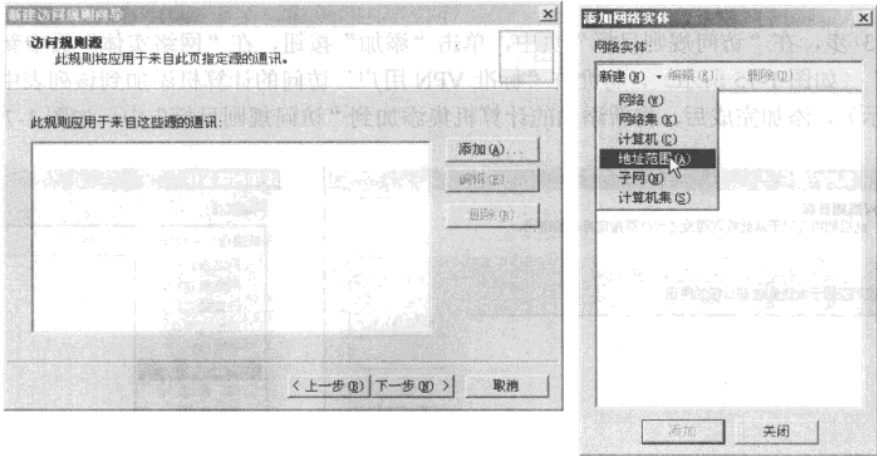 新建访问规则向导
访问规则源
此规则将应用于来自此页指定源的通讯。
此规则应用于来自这些源的通讯:
添加(A)...
编辑(E)
删除(R)
< 上一步(B)
下一步(N) >
取消
添加网络实体
网络实体:
新建(N)
编辑(E)
删除(D)
网络(W)
网络集(K)
计算机(C)
地址范围(A)
子网(N)
计算机集(S)
添加
关闭